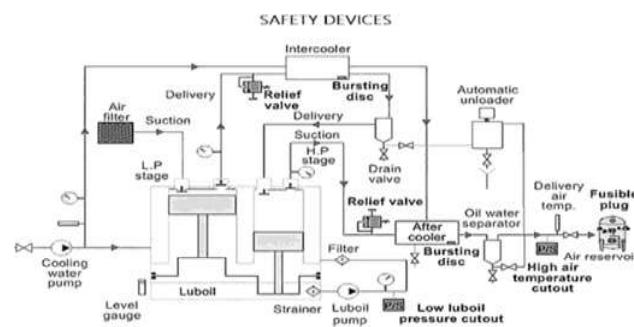 SAFETY DEVICES
Intercooler
Relief
valve
Bursting
disc
Automatic
unloader
Delivery
Air
filter
Suction
Delivery
Suction
L.P
stage
H.P
stage
Drain
valve
Relief valve
Delivery
air
temp.
Fusible
plug
Oil water
separator
After
cooler
Bursting
disc
P/S
Air reservoir
High air
temperature
cutout
Cooling
water
pump
Filter
Level
gauge
Luboil
Strainer
Luboil
pump
P/S
Low luboil
pressure cutout